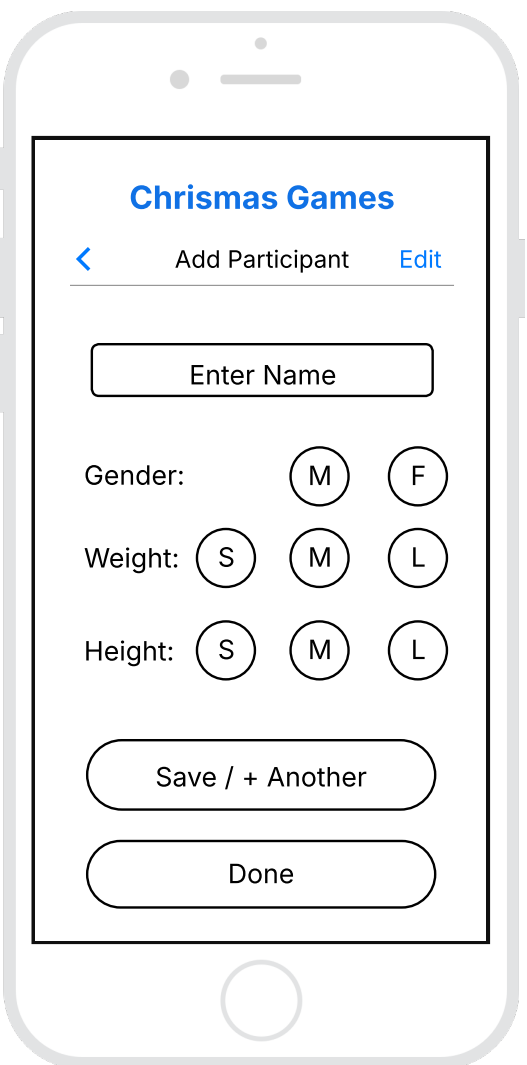 Chrismas Games
Add Participant Edit
Enter Name
Gender: M F
Weight: S M L
Height: S M L
Save / + Another
Done